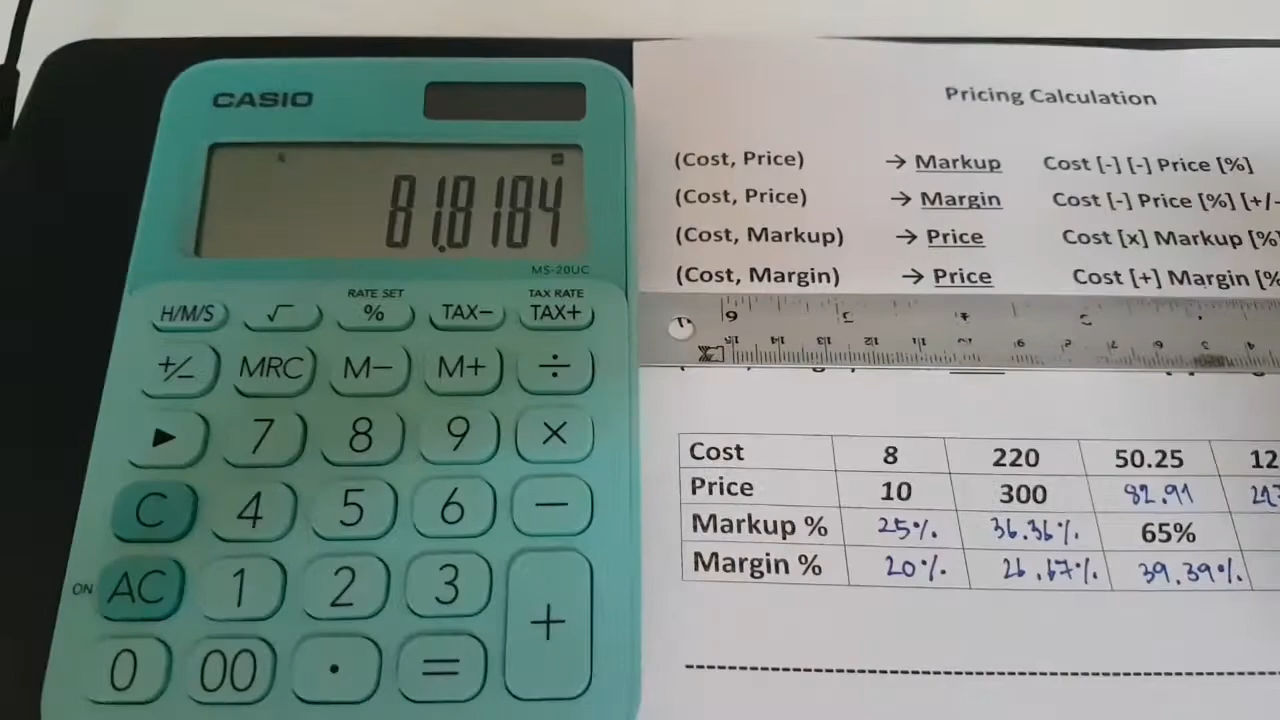 CASIO
81.8184
MS-20UC
RATE SET
TAX RATE
H/M/S √ % TAX− TAX+
+/− MRC M− M+ ÷
▶ 7 8 9 ×
C 4 5 6 −
ON AC 1 2 3 +
0 00 · =
Pricing Calculation
(Cost, Price) → Markup Cost [-] [-] Price [%]
(Cost, Price) → Margin Cost [-] Price [%] [+/-
(Cost, Markup) → Price Cost [x] Markup [%
(Cost, Margin) → Price Cost [+] Margin [%
Cost 8 220 50.25 12
Price 10 300 82.91
Markup % 25% 36.36% 65%
Margin % 20% 26.67% 39.39%